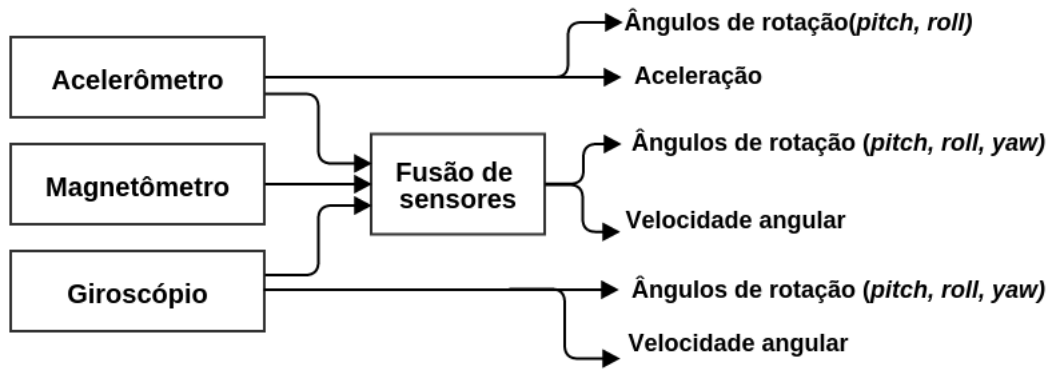 Ângulos de rotação(pitch, roll)
Acelerômetro
Aceleração
Ângulos de rotação (pitch, roll, yaw)
Fusão de
sensores
Magnetômetro
Velocidade angular
Giroscópio
Ângulos de rotação (pitch, roll, yaw)
Velocidade angular